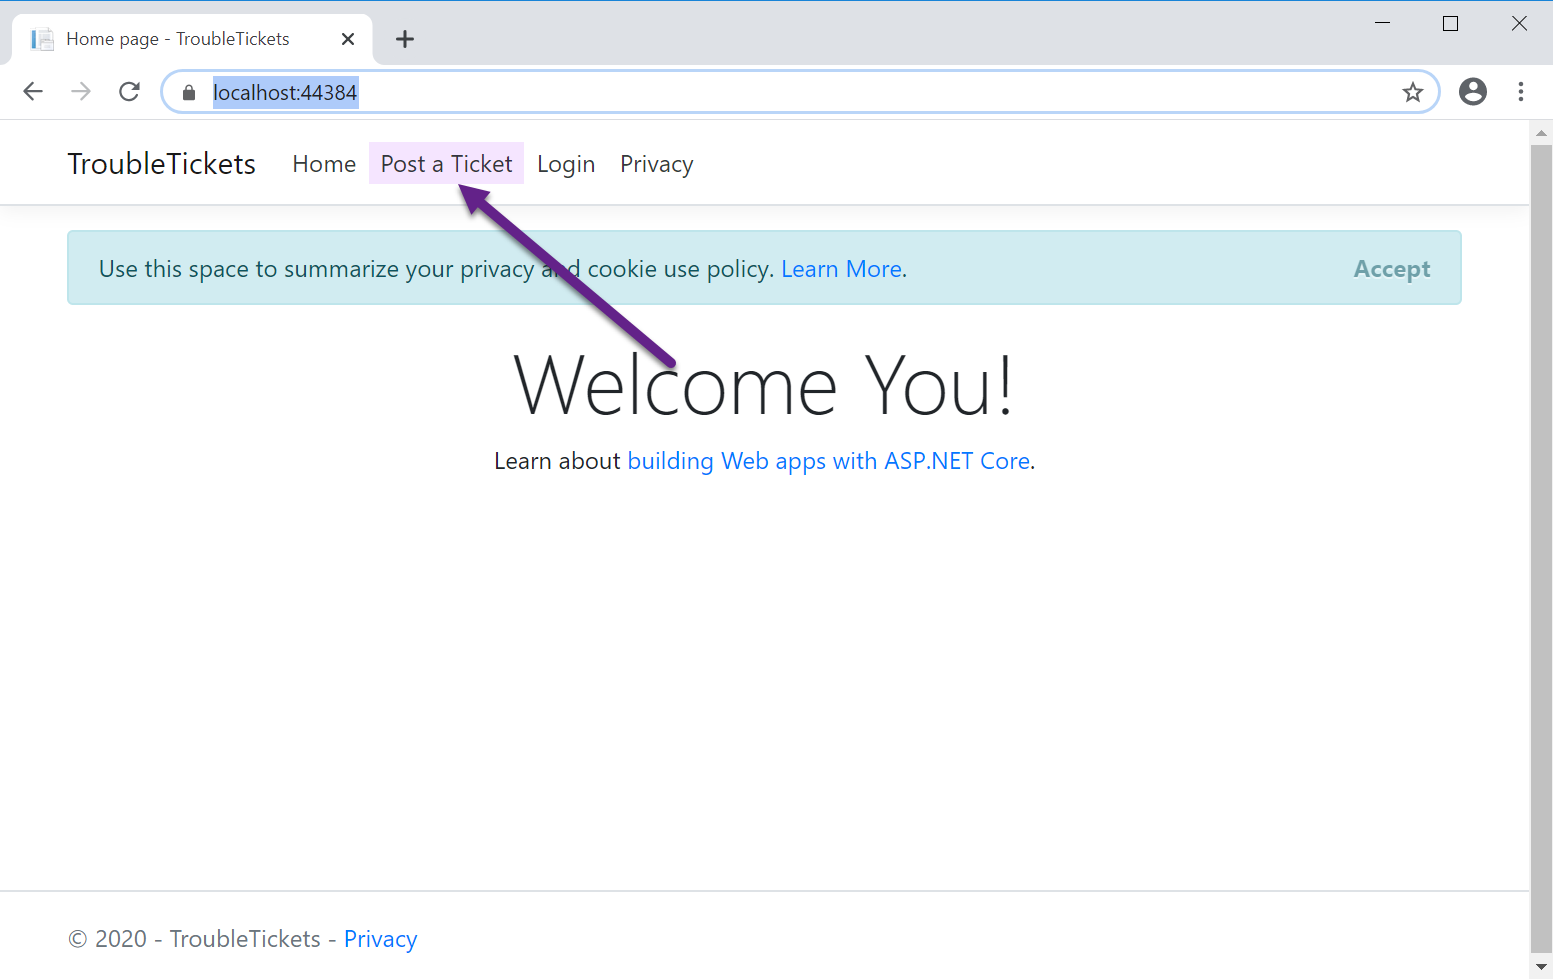 Home page - TroubleTickets
localhost:44384
TroubleTickets Home Post a Ticket Login Privacy
Use this space to summarize your privacy and cookie use policy. Learn More. Accept
Welcome You!
Learn about building Web apps with ASP.NET Core.
© 2020 - TroubleTickets - Privacy